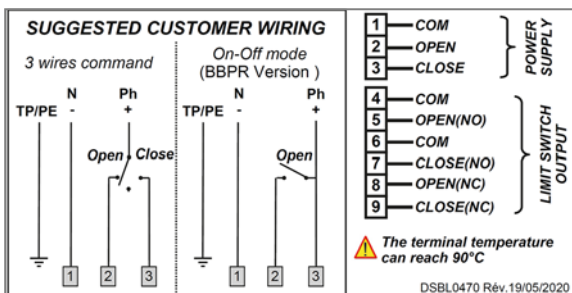 SUGGESTED CUSTOMER WIRING
3 wires command
N Ph
TP/PE - +
Open Close
1 2 3
On-Off mode
(BBPR Version )
N Ph
TP/PE - +
Open
1 2 3
1 COM
2 OPEN
3 CLOSE
POWER
SUPPLY
4 COM
5 OPEN(NO)
6 COM
7 CLOSE(NO)
8 OPEN(NC)
9 CLOSE(NC)
LIMIT SWITCH
OUTPUT
The terminal temperature
can reach 90°C
DSBL0470 Rév.19/05/2020